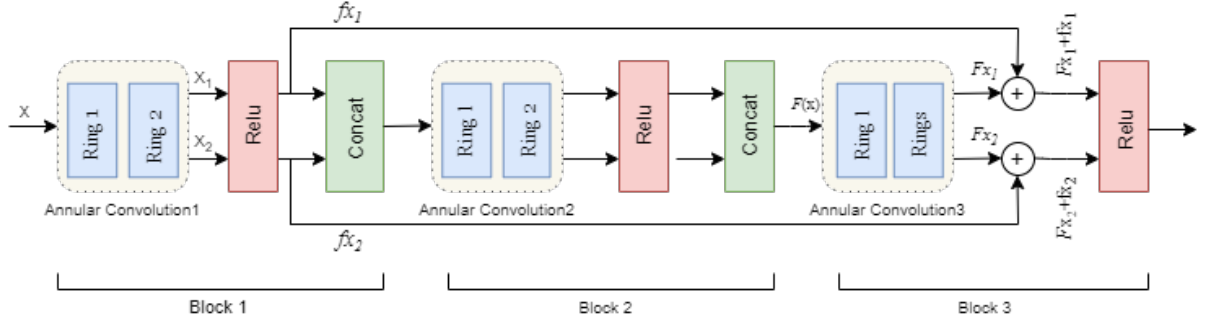 fx1
X
Ring 1
Ring 2
X1
X2
Relu
Concat
Annular Convolution1
fx2
Ring 1
Ring 2
Relu
Concat
Annular Convolution2
F(x)
Ring 1
Rings
Annular Convolution3
Fx1
Fx2
+
+
Fx1+fx1
Fx2+fx2
Relu
Block 1
Block 2
Block 3